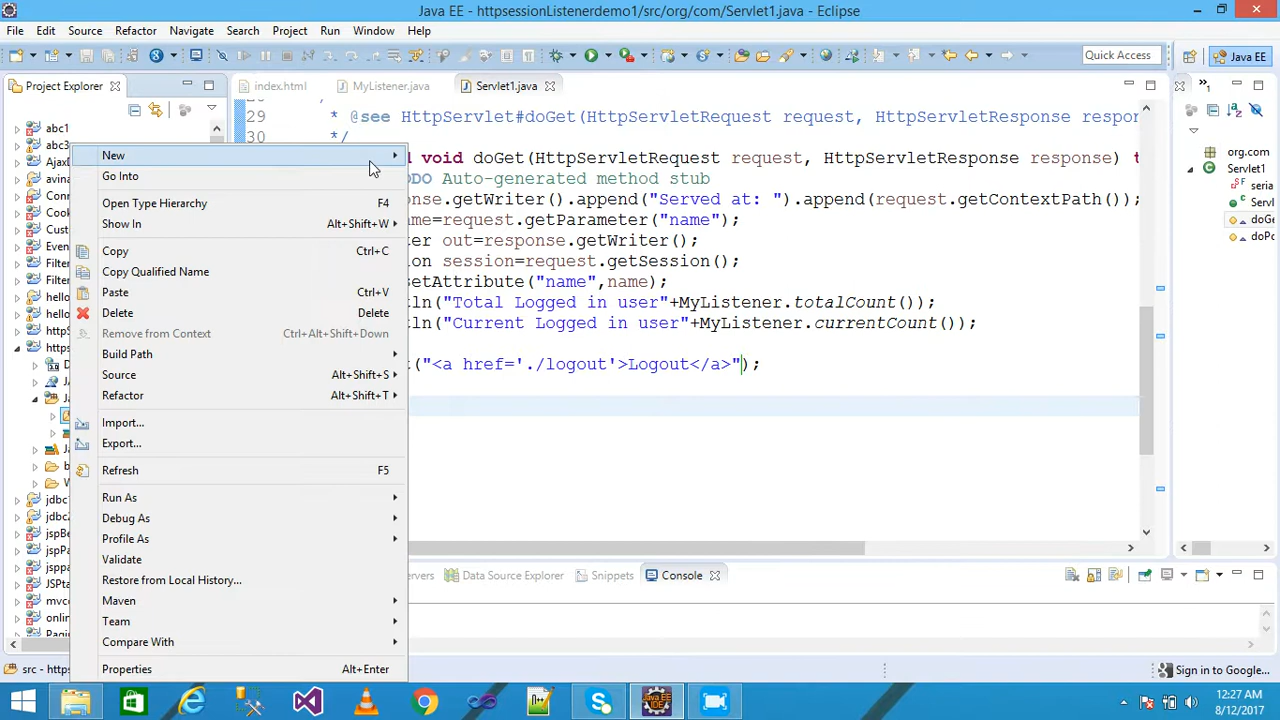 Java EE - httpsessionListenerdemo1/src/org/com/Servlet1.java - Eclipse
File Edit Source Refactor Navigate Search Project Run Window Help
Quick Access
Java EE
Project Explorer
index.html
MyListener.java
Servlet1.java
abc1
abc3
29 * @see HttpServlet#doGet(HttpServletRequest request, HttpServletResponse respon
30 */
void doGet(HttpServletRequest request, HttpServletResponse response) t
Auto-generated method stub
.getWriter().append("Served at: ").append(request.getContextPath());
=request.getParameter("name");
out=response.getWriter();
session=request.getSession();
setAttribute("name",name);
("Total Logged in user"+MyListener.totalCount());
("Current Logged in user"+MyListener.currentCount());
("<a href='./logout'>Logout</a>");
New
Go Into
Open Type Hierarchy F4
Show In Alt+Shift+W
Copy Ctrl+C
Copy Qualified Name
Paste Ctrl+V
Delete Delete
Remove from Context Ctrl+Alt+Shift+Down
Build Path
Source Alt+Shift+S
Refactor Alt+Shift+T
Import...
Export...
Refresh F5
Run As
Debug As
Profile As
Validate
Restore from Local History...
Maven
Team
Compare With
Properties Alt+Enter
org.com
Servlet1
Data Source Explorer
Snippets
Console
src - https
Sign in to Google...
12:27 AM
8/12/2017